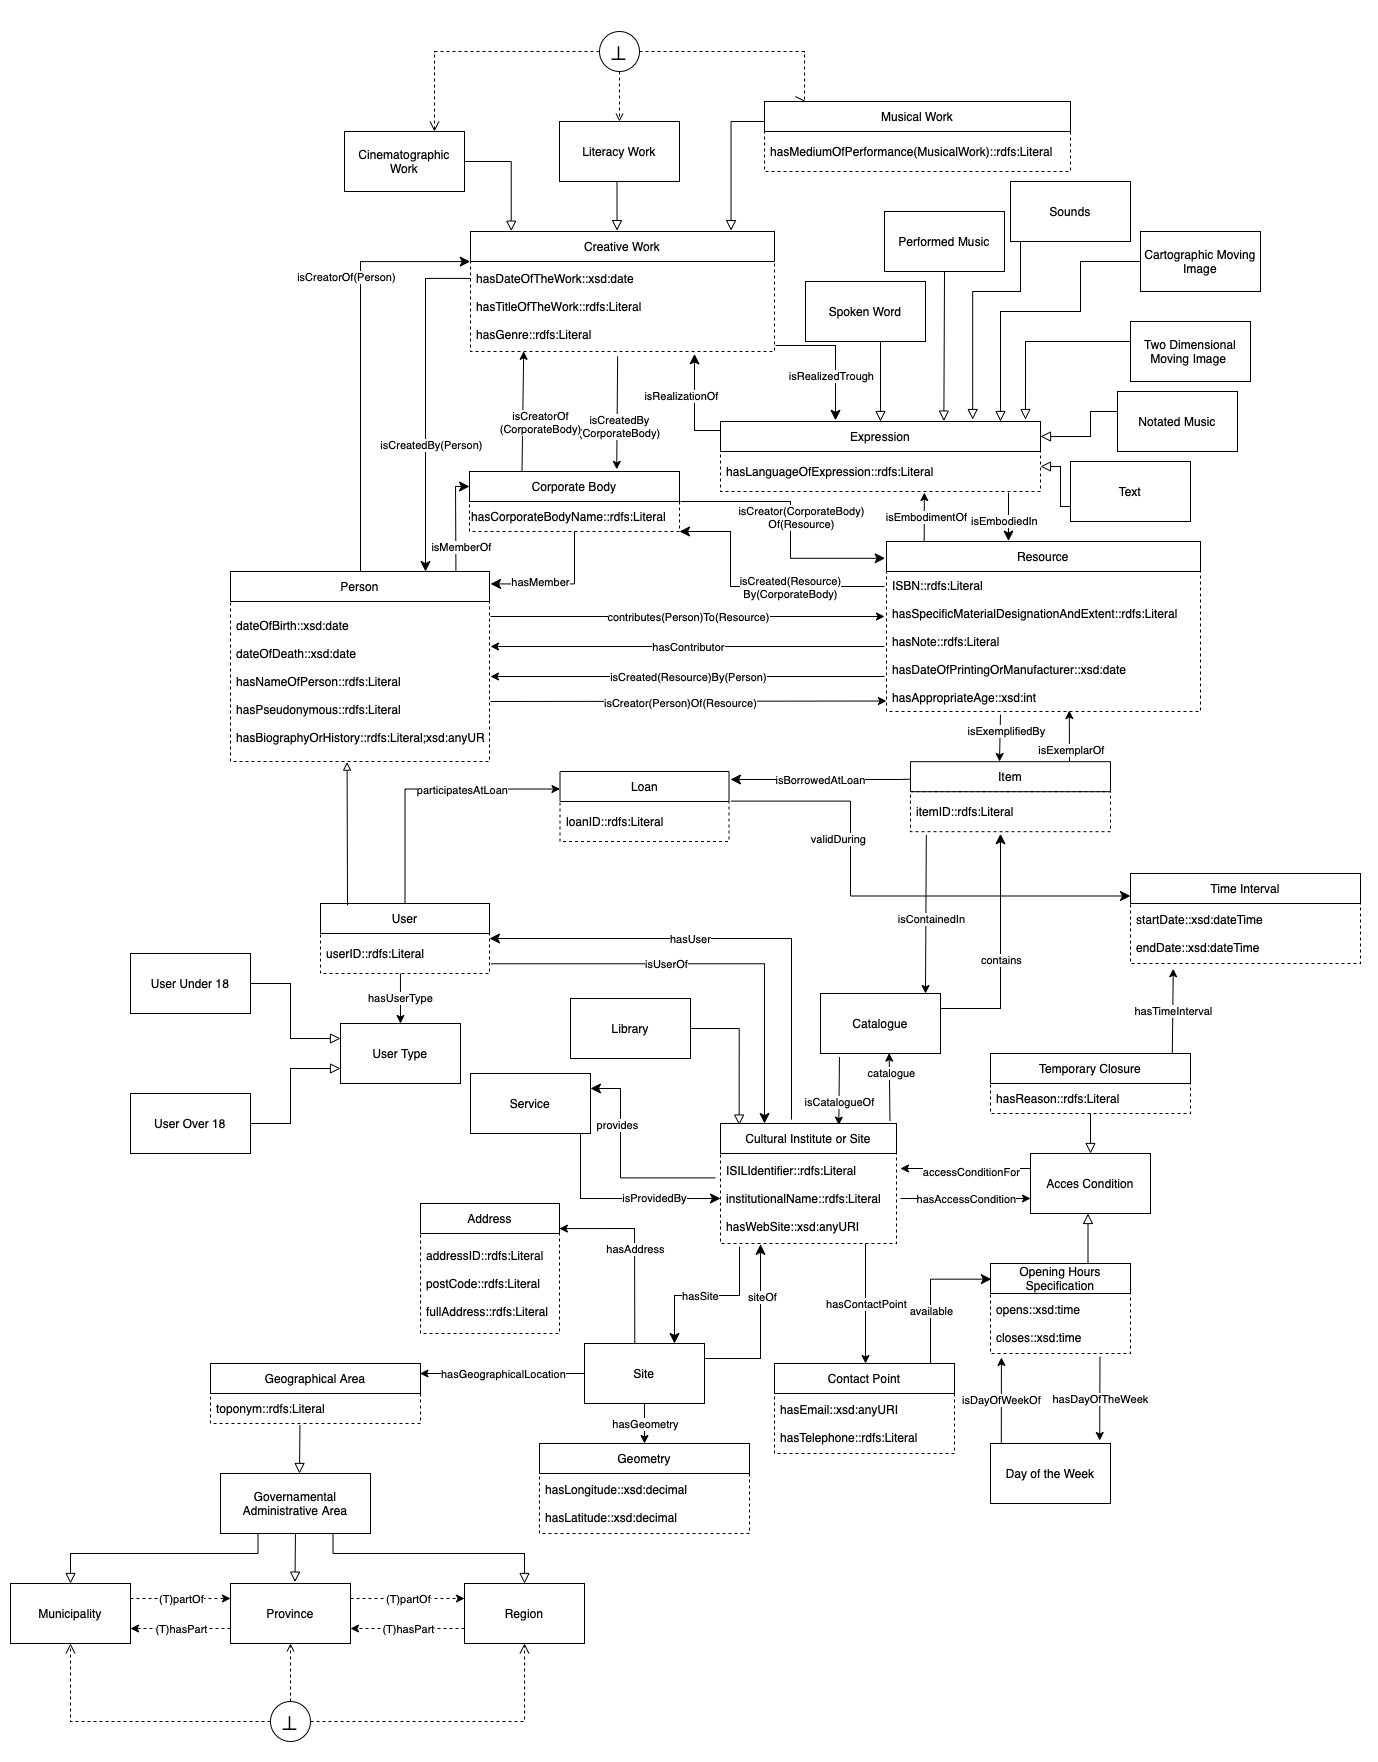 ⊥
Musical Work
hasMediumOfPerformance(MusicalWork)::rdfs:Literal
Cinematographic
Work
Literacy Work
Sounds
Performed Music
Cartographic Moving
Image
Creative Work
hasDateOfTheWork::xsd:date
hasTitleOfTheWork::rdfs:Literal
hasGenre::rdfs:Literal
isCreatorOf(Person)
Spoken Word
Two Dimensional
Moving Image
isRealizedTrough
isRealizationOf
isCreatorOf
(CorporateBody)
isCreatedBy
(CorporateBody)
Notated Music
Expression
hasLanguageOfExpression::rdfs:Literal
isCreatedBy(Person)
Text
Corporate Body
hasCorporateBodyName::rdfs:Literal
isCreator(CorporateBody)
Of(Resource)
isEmbodimentOf
isEmbodiedIn
isMemberOf
hasMember
isCreated(Resource)
By(CorporateBody)
Resource
ISBN::rdfs:Literal
hasSpecificMaterialDesignationAndExtent::rdfs:Literal
hasNote::rdfs:Literal
hasDateOfPrintingOrManufacturer::xsd:date
hasAppropriateAge::xsd:int
Person
dateOfBirth::xsd:date
dateOfDeath::xsd:date
hasNameOfPerson::rdfs:Literal
hasPseudonymous::rdfs:Literal
hasBiographyOrHistory::rdfs:Literal;xsd:anyUR
contributes(Person)To(Resource)
hasContributor
isCreated(Resource)By(Person)
isCreator(Person)Of(Resource)
isExemplifiedBy
isExemplarOf
participatesAtLoan
Loan
loanID::rdfs:Literal
isBorrowedAtLoan
Item
itemID::rdfs:Literal
validDuring
Time Interval
startDate::xsd:dateTime
endDate::xsd:dateTime
User
userID::rdfs:Literal
isContainedIn
contains
hasUser
isUserOf
hasUserType
User Under 18
User Type
User Over 18
Library
Catalogue
hasTimeInterval
Temporary Closure
hasReason::rdfs:Literal
catalogue
isCatalogueOf
Service
provides
isProvidedBy
Cultural Institute or Site
ISILIdentifier::rdfs:Literal
institutionalName::rdfs:Literal
hasWebSite::xsd:anyURI
accessConditionFor
hasAccessCondition
Acces Condition
Address
addressID::rdfs:Literal
postCode::rdfs:Literal
fullAddress::rdfs:Literal
hasAddress
hasSite
siteOf
hasContactPoint
available
Opening Hours
Specification
opens::xsd:time
closes::xsd:time
Geographical Area
toponym::rdfs:Literal
hasGeographicalLocation
Site
hasGeometry
Contact Point
hasEmail::xsd:anyURI
hasTelephone::rdfs:Literal
isDayOfWeekOf
hasDayOfTheWeek
Day of the Week
Geometry
hasLongitude::xsd:decimal
hasLatitude::xsd:decimal
Governamental
Administrative Area
Municipality
(T)partOf
(T)hasPart
Province
(T)partOf
(T)hasPart
Region
⊥